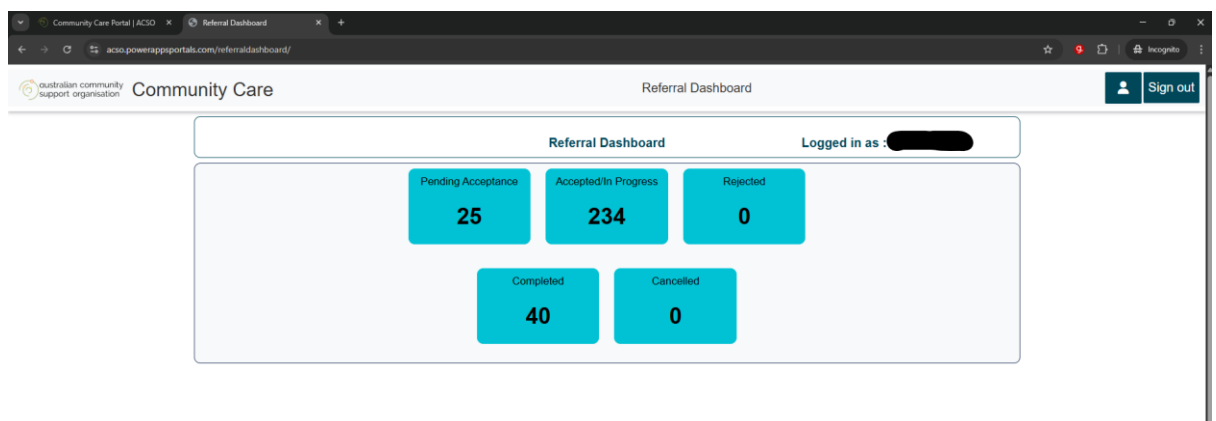 Community Care Portal | ACSO
Referral Dashboard
acso.powerappsportals.com/referraldashboard/
Incognito
australian community
support organisation
Community Care
Referral Dashboard
Sign out
Referral Dashboard
Logged in as :
Pending Acceptance
Accepted/In Progress
Rejected
25
234
0
Completed
Cancelled
40
0